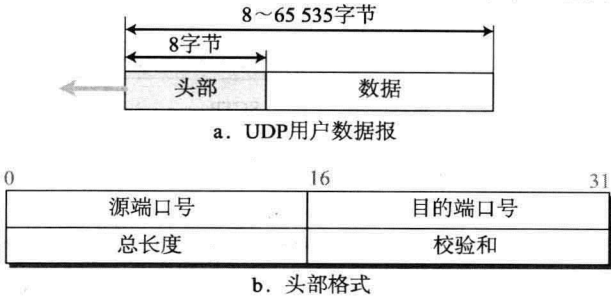 8～65 535字节
8字节
头部 数据
a. UDP用户数据报
0 16 31
源端口号 目的端口号
总长度 校验和
b. 头部格式